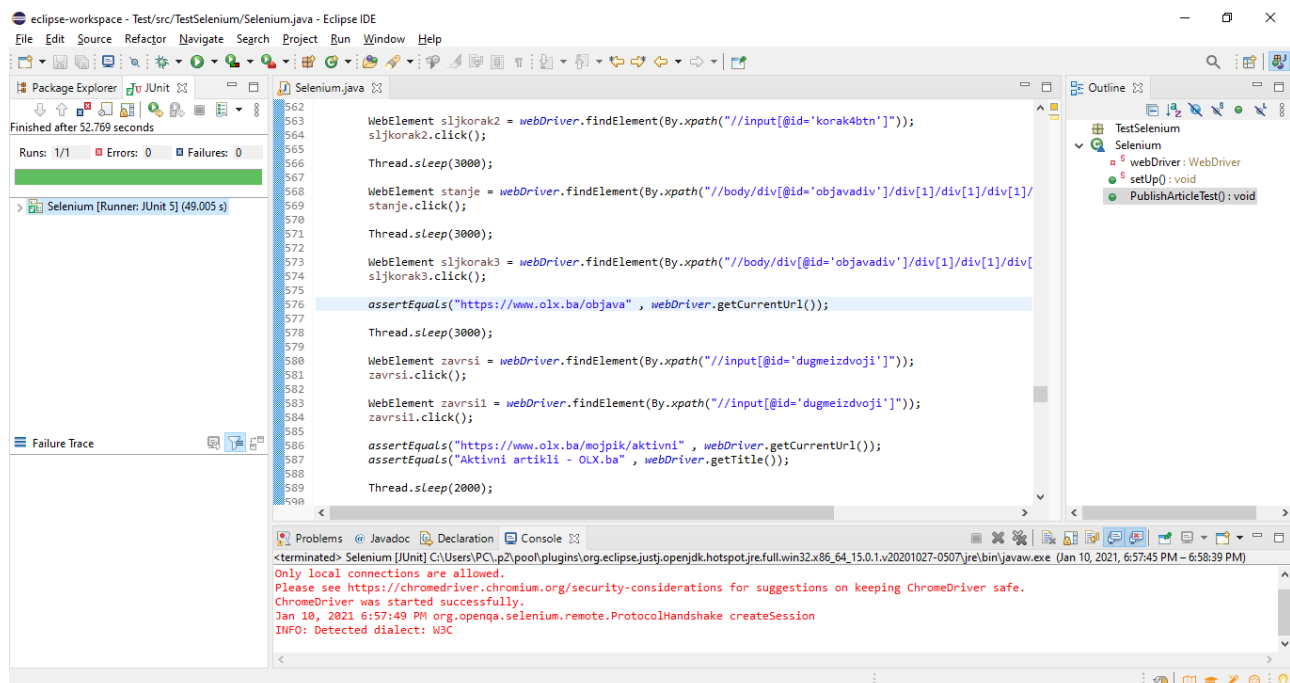 eclipse-workspace - Test/src/TestSelenium/Selenium.java - Eclipse IDE
File Edit Source Refactor Navigate Search Project Run Window Help
Package Explorer JUnit
Finished after 52.769 seconds
Runs: 1/1 Errors: 0 Failures: 0
Selenium [Runner: JUnit 5] (49.005 s)
Failure Trace
Selenium.java
562
563 WebElement sljkorak2 = webDriver.findElement(By.xpath("//input[@id='korak4btn']"));
564 sljkorak2.click();
565
566 Thread.sleep(3000);
567
568 WebElement stanje = webDriver.findElement(By.xpath("//body/div[@id='objavadiv']/div[1]/div[1]/div[1]/
569 stanje.click();
570
571 Thread.sleep(3000);
572
573 WebElement sljkorak3 = webDriver.findElement(By.xpath("//body/div[@id='objavadiv']/div[1]/div[1]/div[
574 sljkorak3.click();
575
576 assertEquals("https://www.olx.ba/objava" , webDriver.getCurrentUrl());
577
578 Thread.sleep(3000);
579
580 WebElement zavrsi = webDriver.findElement(By.xpath("//input[@id='dugmeizdvoji']"));
581 zavrsi.click();
582
583 WebElement zavrsi1 = webDriver.findElement(By.xpath("//input[@id='dugmeizdvoji']"));
584 zavrsi1.click();
585
586 assertEquals("https://www.olx.ba/mojpik/aktivni" , webDriver.getCurrentUrl());
587 assertEquals("Aktivni artikli - OLX.ba" , webDriver.getTitle());
588
589 Thread.sleep(2000);
590
Outline
TestSelenium
Selenium
webDriver : WebDriver
setUp() : void
PublishArticleTest() : void
Problems Javadoc Declaration Console
<terminated> Selenium [JUnit] C:\Users\PC\.p2\pool\plugins\org.eclipse.justj.openjdk.hotspot.jre.full.win32.x86_64_15.0.1.v20201027-0507\jre\bin\javaw.exe (Jan 10, 2021, 6:57:45 PM – 6:58:39 PM)
Only local connections are allowed.
Please see https://chromedriver.chromium.org/security-considerations for suggestions on keeping ChromeDriver safe.
ChromeDriver was started successfully.
Jan 10, 2021 6:57:49 PM org.openqa.selenium.remote.ProtocolHandshake createSession
INFO: Detected dialect: W3C